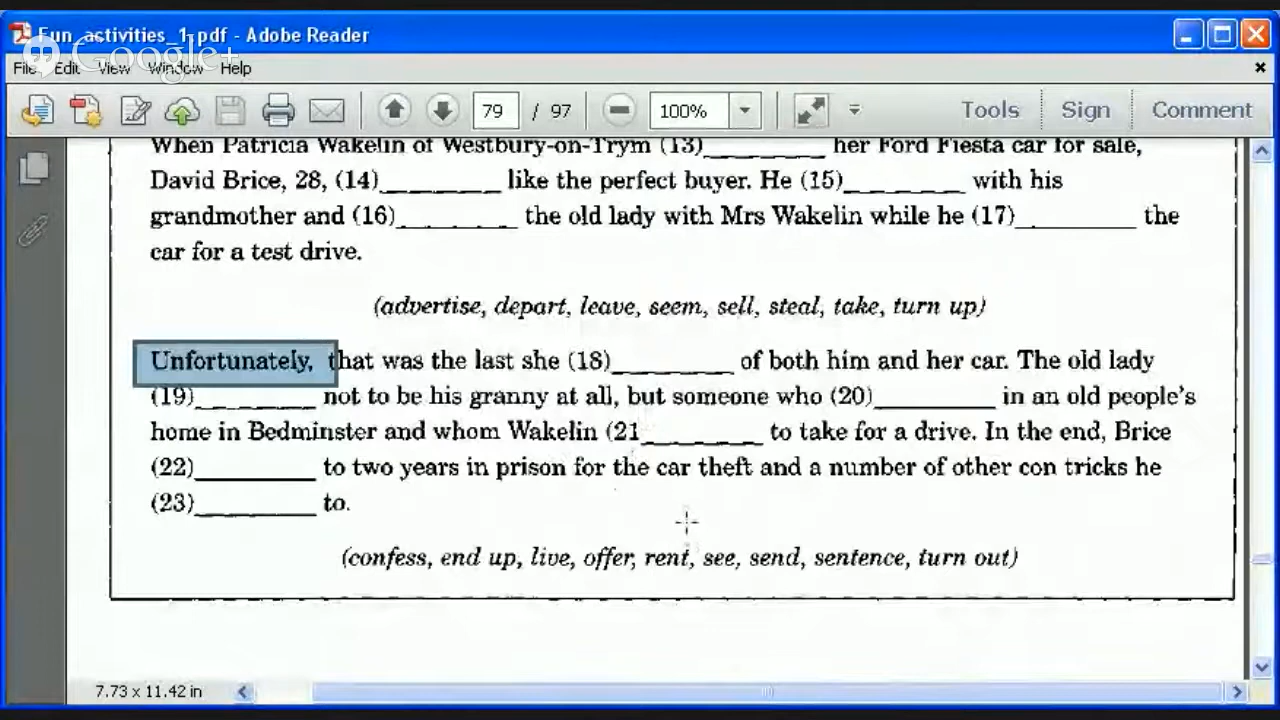 Fun_activities_1.pdf - Adobe Reader
Google+
File Edit View Window Help
79 / 97 100% Tools Sign Comment
When Patricia Wakelin of Westbury-on-Trym (13)________ her Ford Fiesta car for sale,
David Brice, 28, (14)________ like the perfect buyer. He (15)________ with his
grandmother and (16)________ the old lady with Mrs Wakelin while he (17)________ the
car for a test drive.
(advertise, depart, leave, seem, sell, steal, take, turn up)
Unfortunately, that was the last she (18)________ of both him and her car. The old lady
(19)________ not to be his granny at all, but someone who (20)________ in an old people's
home in Bedminster and whom Wakelin (21________ to take for a drive. In the end, Brice
(22)________ to two years in prison for the car theft and a number of other con tricks he
(23)________ to.
(confess, end up, live, offer, rent, see, send, sentence, turn out)
7.73 x 11.42 in